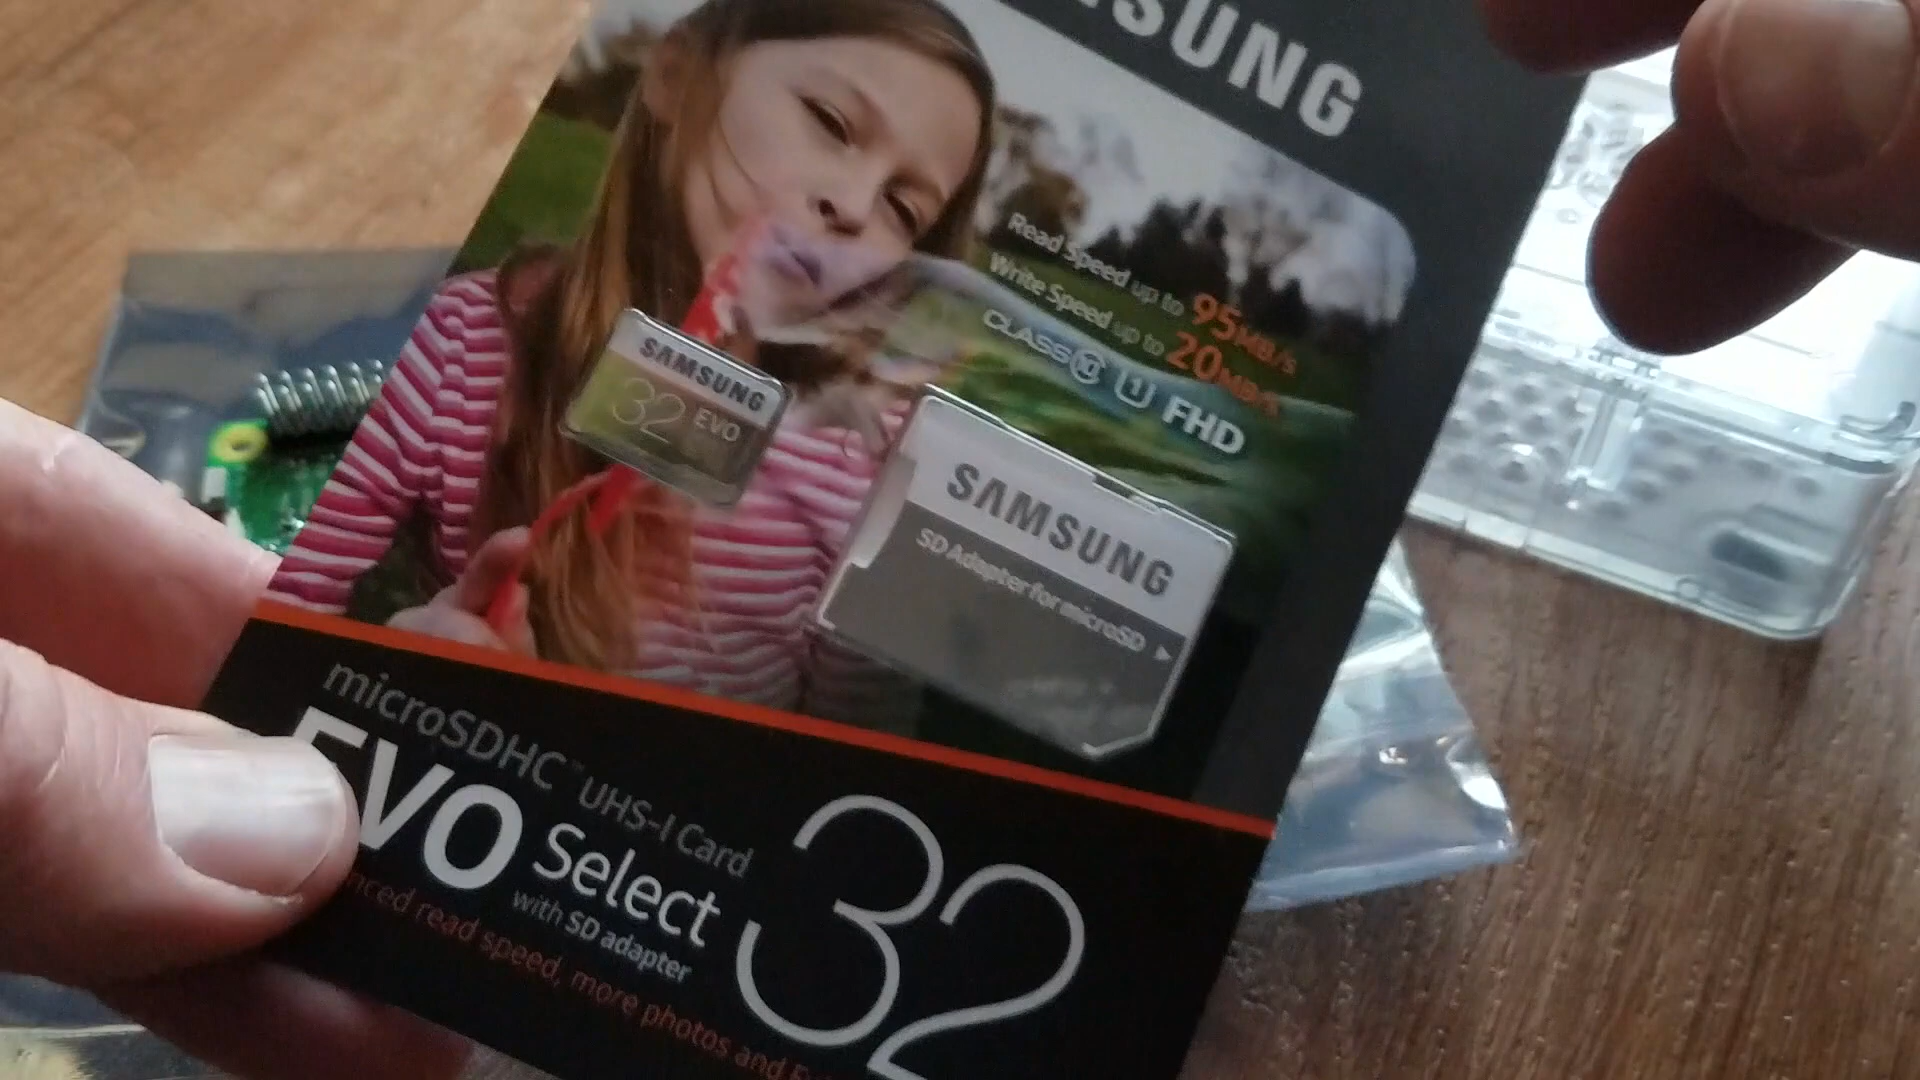 SUNG
Read Speed up to 95MB/s
Write Speed up to 20MB/s
CLASS 10 U1 FHD
SAMSUNG
32 EVO
SAMSUNG
SD Adapter for microSD
microSDHC™ UHS-I Card
EVO Select
32
with SD adapter
nced read speed, more photos and